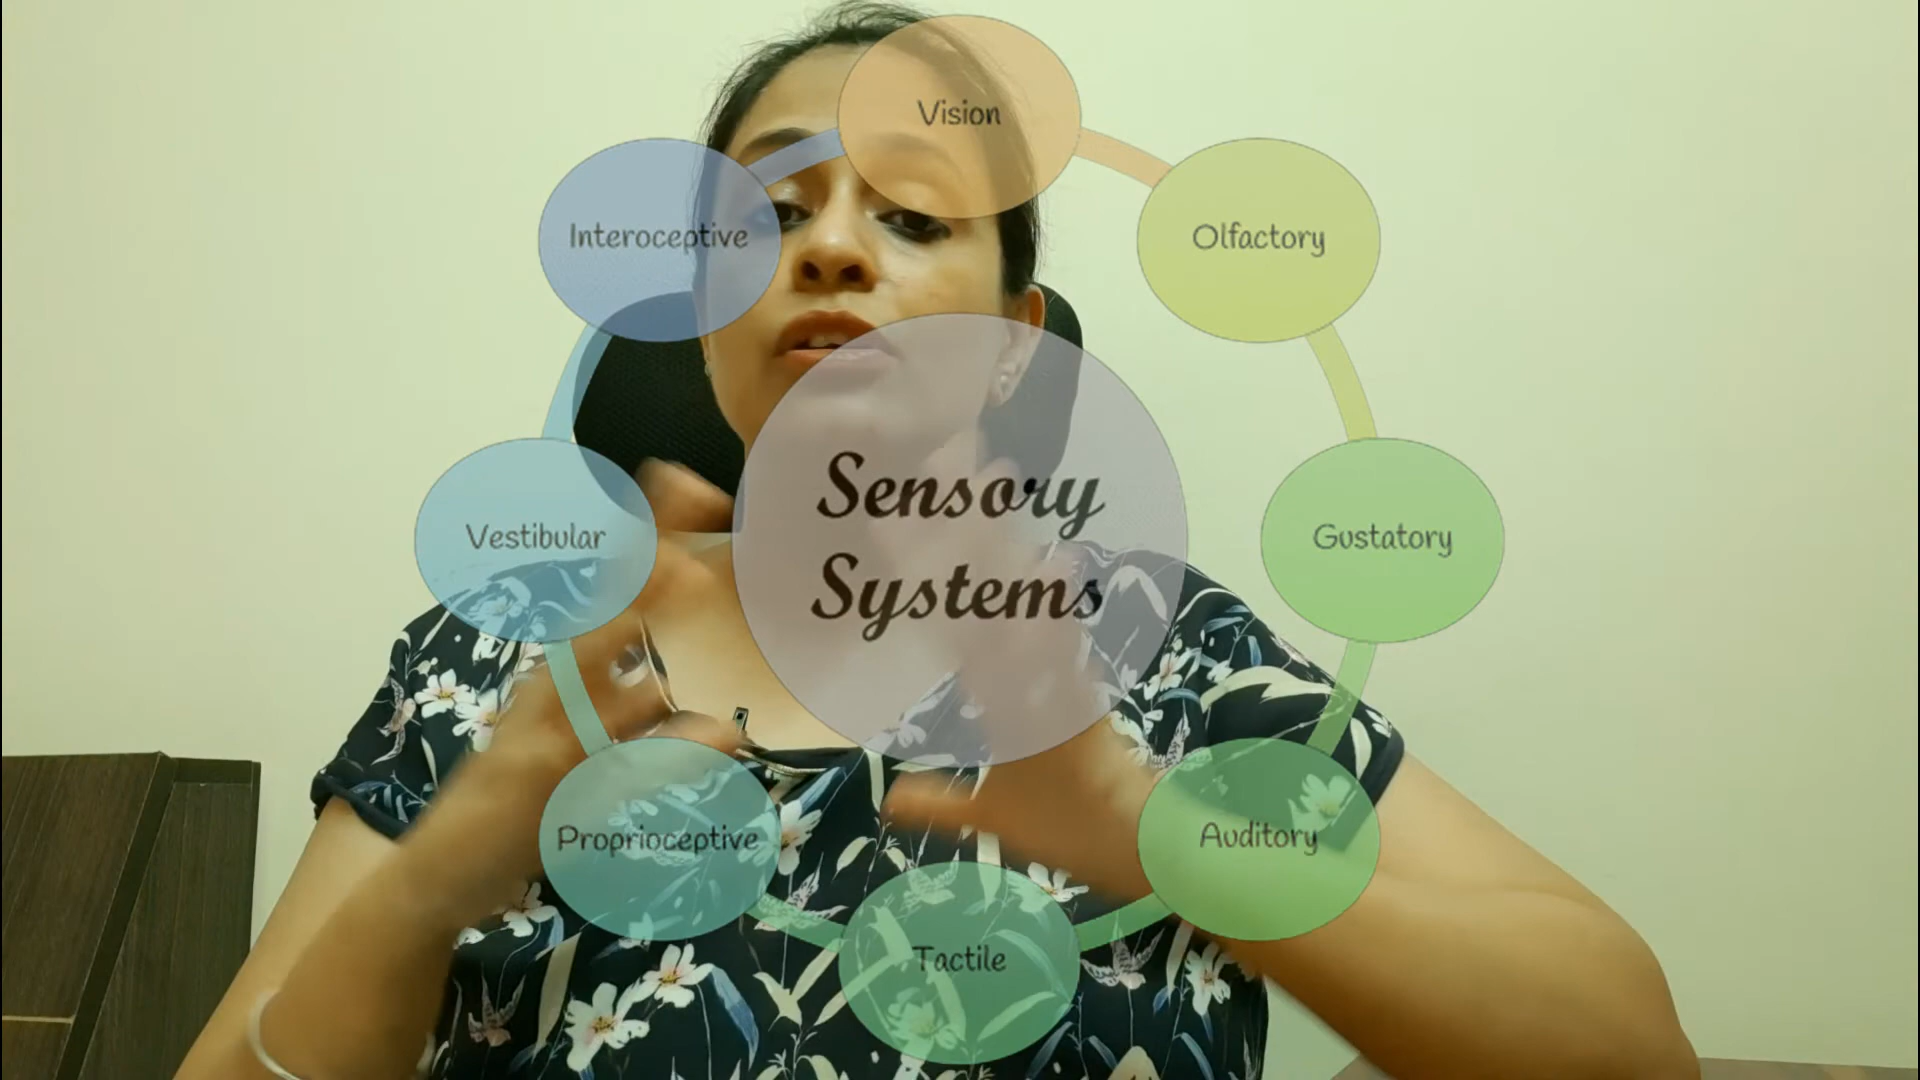 Vision
Olfactory
Gustatory
Auditory
Tactile
Proprioceptive
Vestibular
Interoceptive
Sensory
Systems